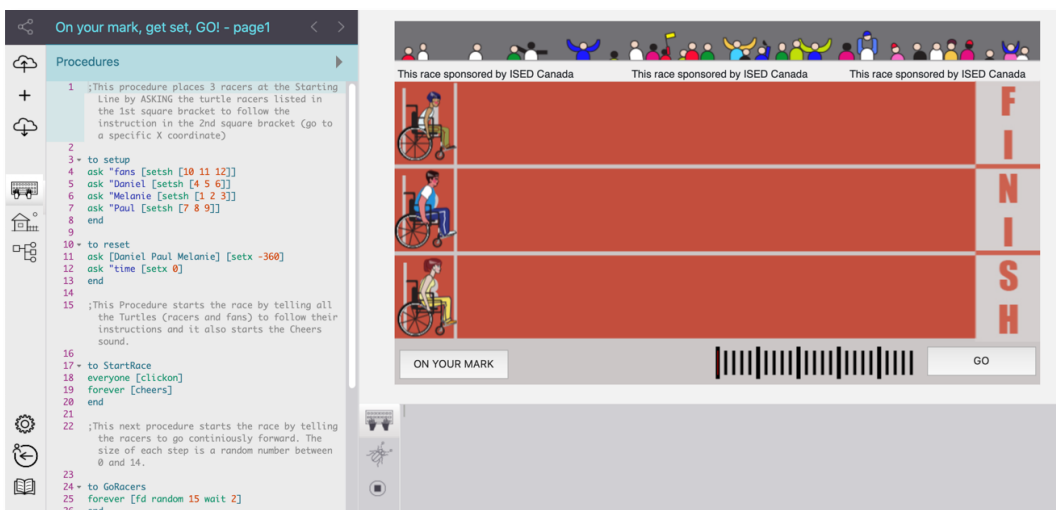 On your mark, get set, GO! - page1
Procedures
1 ;This procedure places 3 racers at the Starting
Line by ASKING the turtle racers listed in
the 1st square bracket to follow the
instruction in the 2nd square bracket (go to
a specific X coordinate)
2
3 to setup
4 ask "fans [setsh [10 11 12]]
5 ask "Daniel [setsh [4 5 6]]
6 ask "Melanie [setsh [1 2 3]]
7 ask "Paul [setsh [7 8 9]]
8 end
9
10 to reset
11 ask [Daniel Paul Melanie] [setx -360]
12 ask "time [setx 0]
13 end
14
15 ;This Procedure starts the race by telling all
the Turtles (racers and fans) to follow their
instructions and it also starts the Cheers
sound.
16
17 to StartRace
18 everyone [clickon]
19 forever [cheers]
20 end
21
22 ;This next procedure starts the race by telling
the racers to go continiously forward. The
size of each step is a random number between
0 and 14.
23
24 to GoRacers
25 forever [fd random 15 wait 2]
26 end
This race sponsored by ISED Canada
This race sponsored by ISED Canada
This race sponsored by ISED Canada
F
I
N
I
S
H
ON YOUR MARK
GO